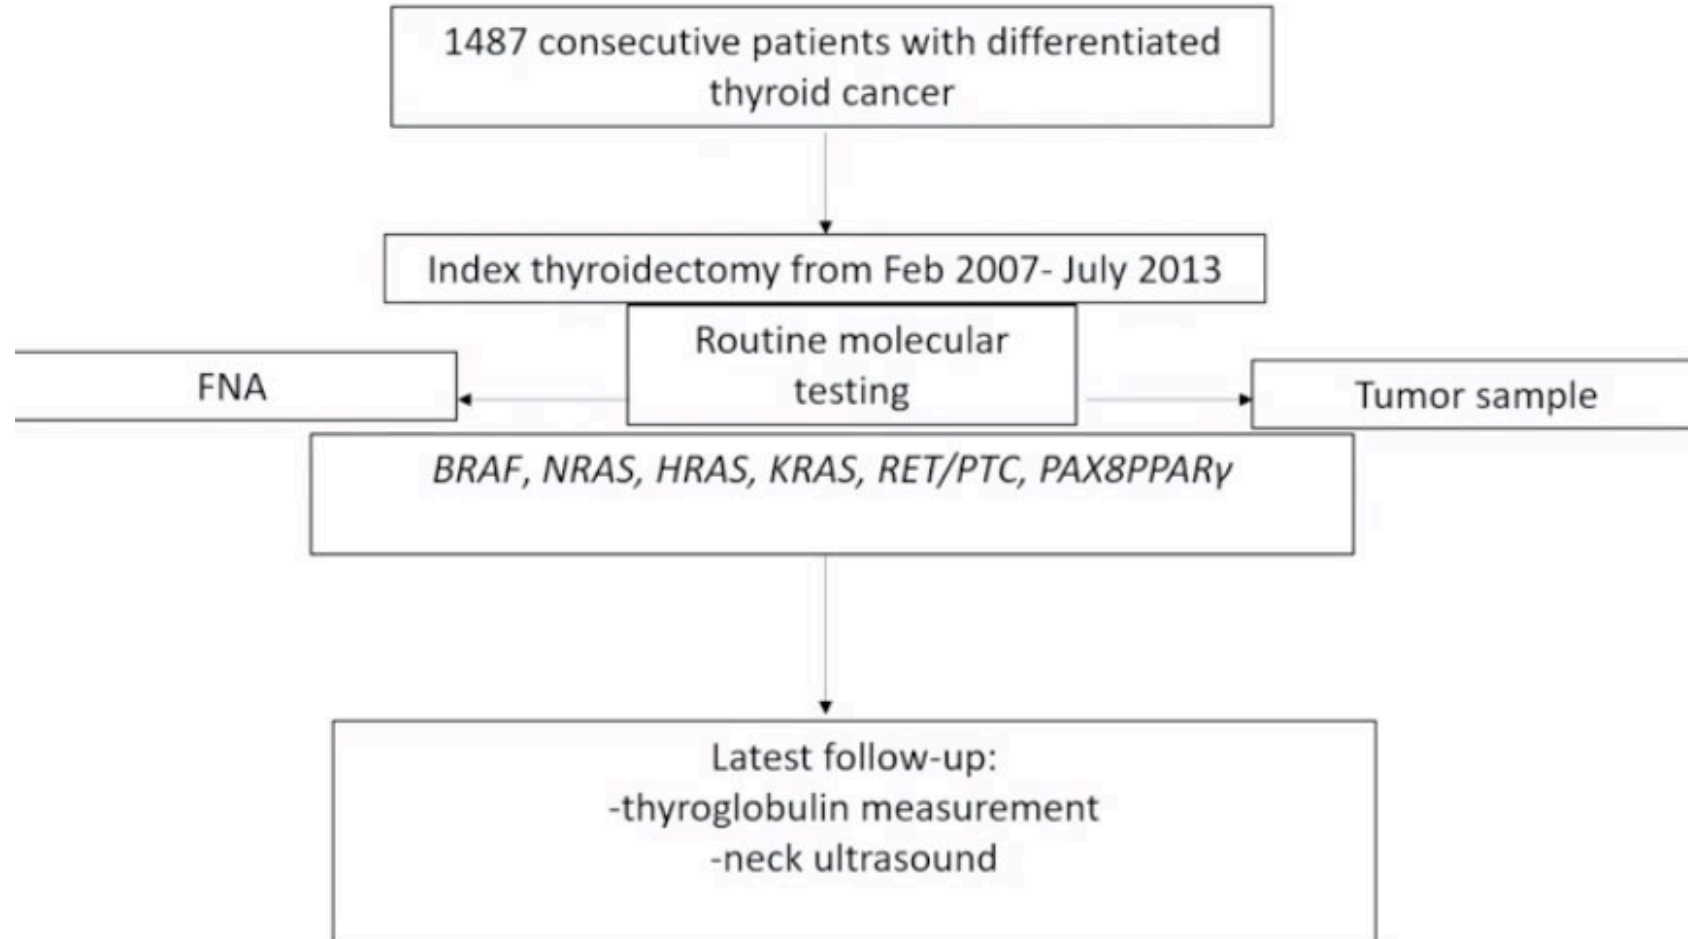 1487 consecutive patients with differentiated
thyroid cancer
Index thyroidectomy from Feb 2007- July 2013
Routine molecular
testing
FNA
Tumor sample
BRAF, NRAS, HRAS, KRAS, RET/PTC, PAX8PPARγ
Latest follow-up:
-thyroglobulin measurement
-neck ultrasound